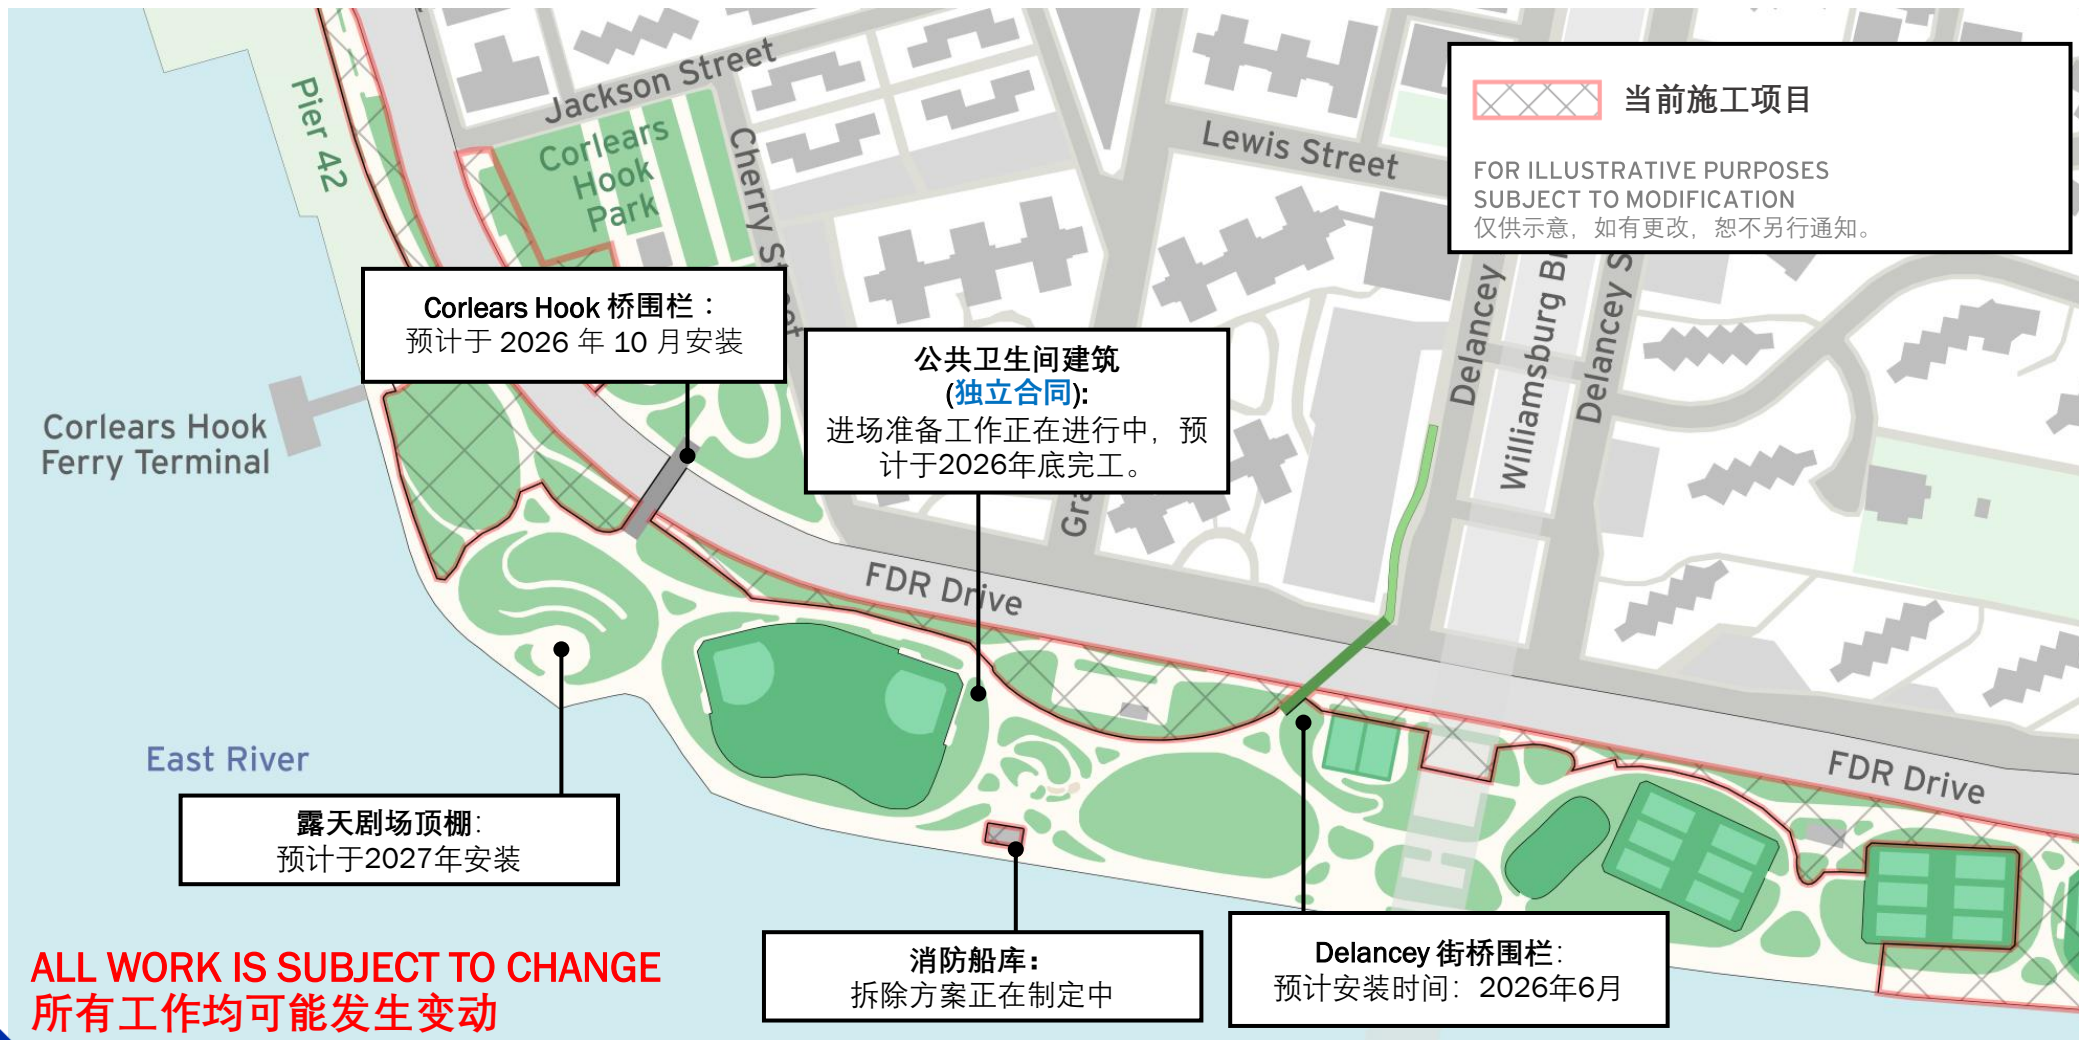 当前施工项目
FOR ILLUSTRATIVE PURPOSES
SUBJECT TO MODIFICATION
仅供示意，如有更改，恕不另行通知。
Pier 42
Jackson Street
Corlears
Hook
Park
Cherry Street
Lewis Street
Delancey
Williamsburg
Delancey
Corlears Hook 桥围栏：
预计于 2026 年 10 月安装
公共卫生间建筑
(独立合同):
进场准备工作正在进行中，预
计于2026年底完工。
Corlears Hook
Ferry Terminal
FDR Drive
FDR Drive
East River
露天剧场顶棚:
预计于2027年安装
消防船库：
拆除方案正在制定中
Delancey 街桥围栏:
预计安装时间：2026年6月
ALL WORK IS SUBJECT TO CHANGE
所有工作均可能发生变动